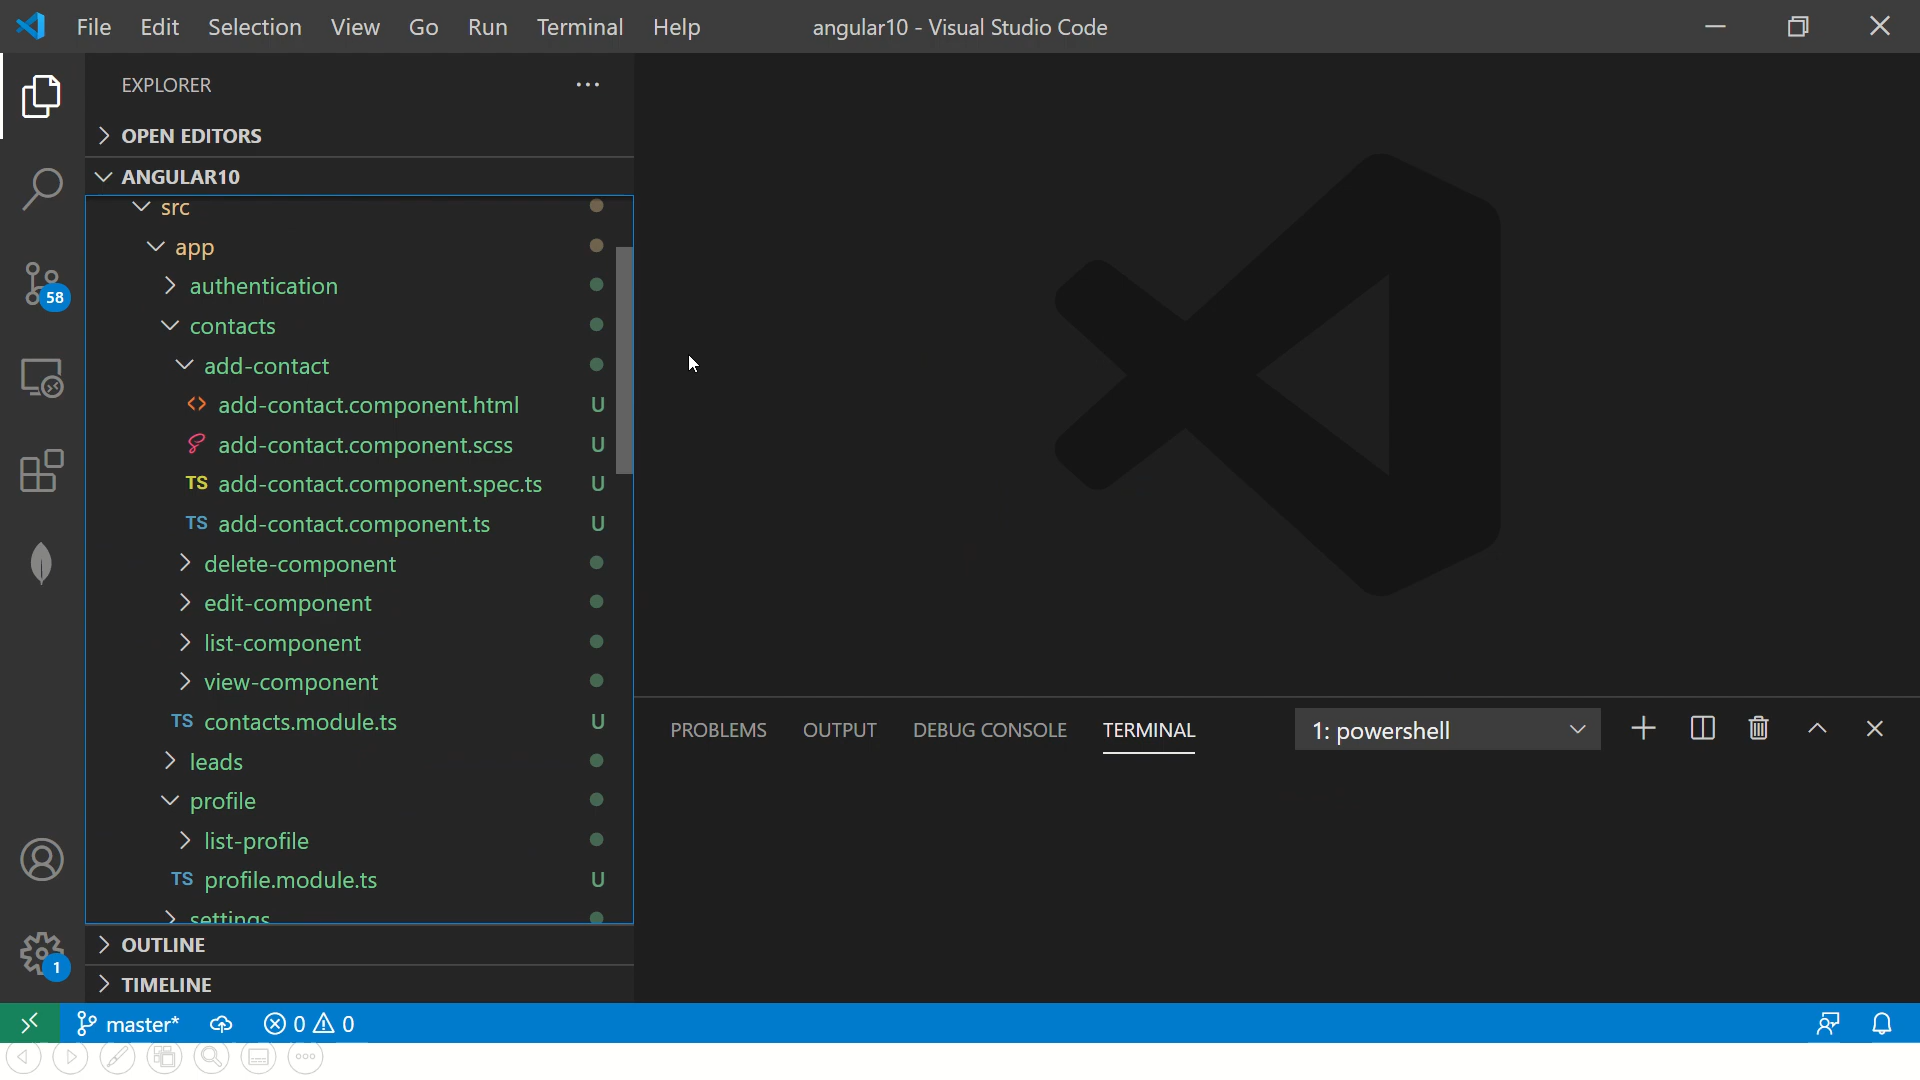 File Edit Selection View Go Run Terminal Help angular10 - Visual Studio Code
EXPLORER
OPEN EDITORS
ANGULAR10
src
app
authentication
contacts
add-contact
add-contact.component.html U
add-contact.component.scss U
TS add-contact.component.spec.ts U
TS add-contact.component.ts U
delete-component
edit-component
list-component
view-component
TS contacts.module.ts U
leads
profile
list-profile
TS profile.module.ts U
settings
OUTLINE
TIMELINE
58
1
PROBLEMS OUTPUT DEBUG CONSOLE TERMINAL 1: powershell
master* 0 0